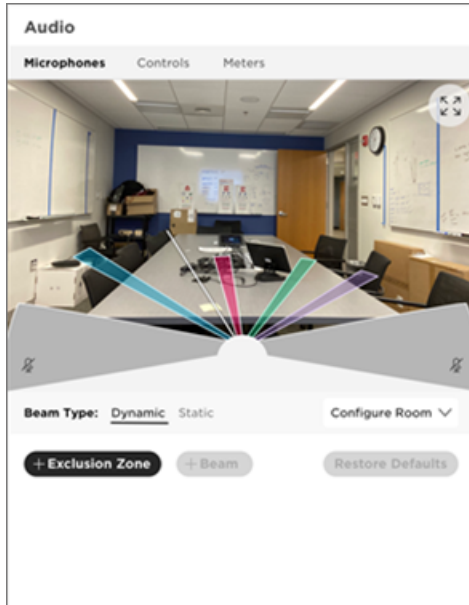 Audio
Microphones Controls Meters
Beam Type: Dynamic Static Configure Room
+ Exclusion Zone + Beam Restore Defaults